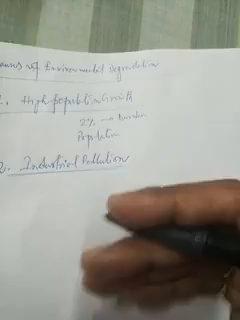 auses of Environmental Degradation
1. High population Growth
2% →
Population
2. Industrial Pollution